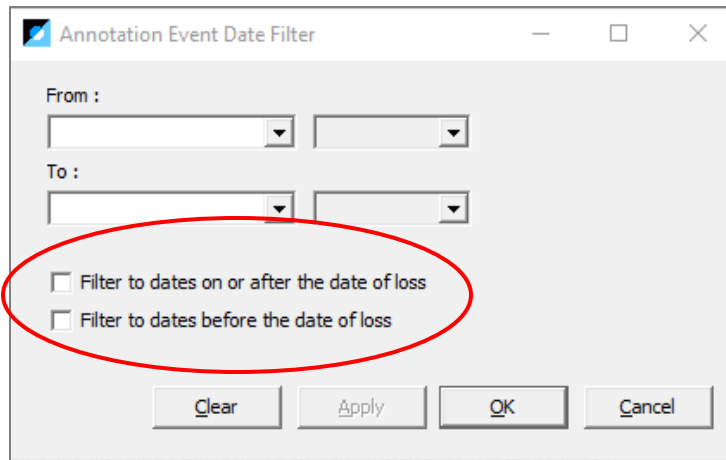 Annotation Event Date Filter
From :
To :
Filter to dates on or after the date of loss
Filter to dates before the date of loss
Clear Apply OK Cancel